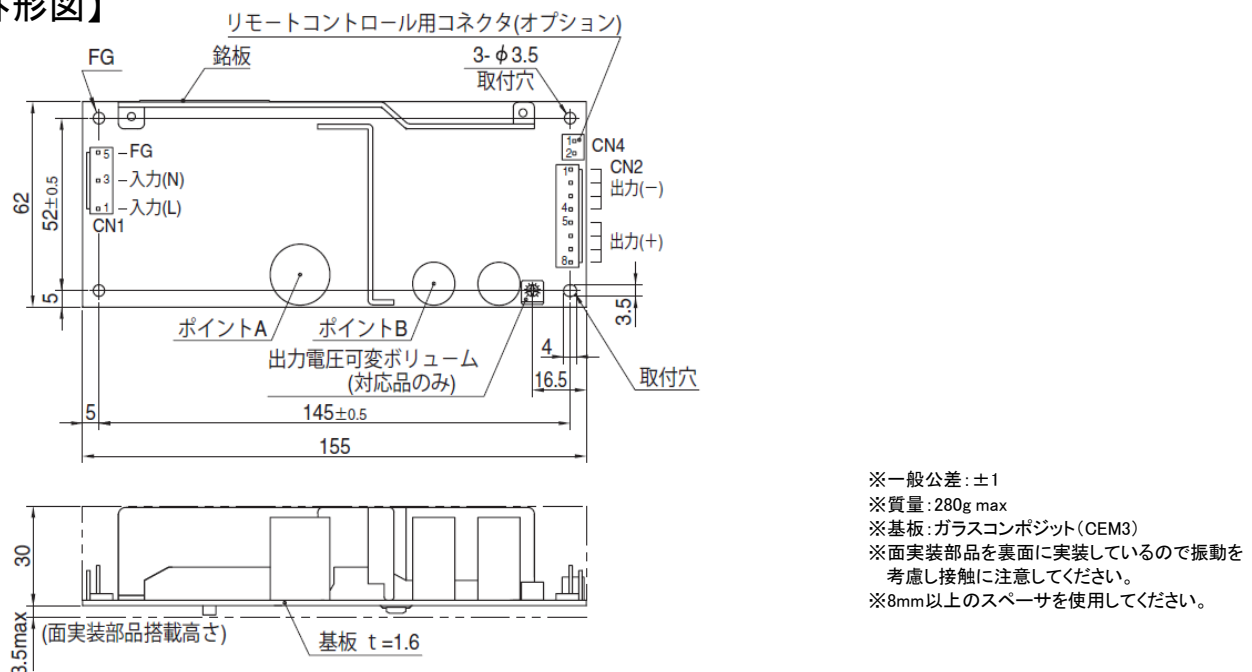 形図】
リモートコントロール用コネクタ(オプション)
FG
銘板
3-φ3.5
取付穴
1
2
CN4
CN2
1
出力(−)
4
5
出力(+)
8
5
FG
3
入力(N)
1
入力(L)
CN1
62
52±0.5
5
ポイントA
ポイントB
出力電圧可変ボリューム
(対応品のみ)
3.5
4
16.5
取付穴
5
145±0.5
155
30
(面実装部品搭載高さ)
基板 t=1.6
※一般公差:±1
※質量:280g max
※基板:ガラスコンポジット(CEM3)
※面実装部品を裏面に実装しているので振動を
考慮し接触に注意してください。
※8mm以上のスペーサを使用してください。